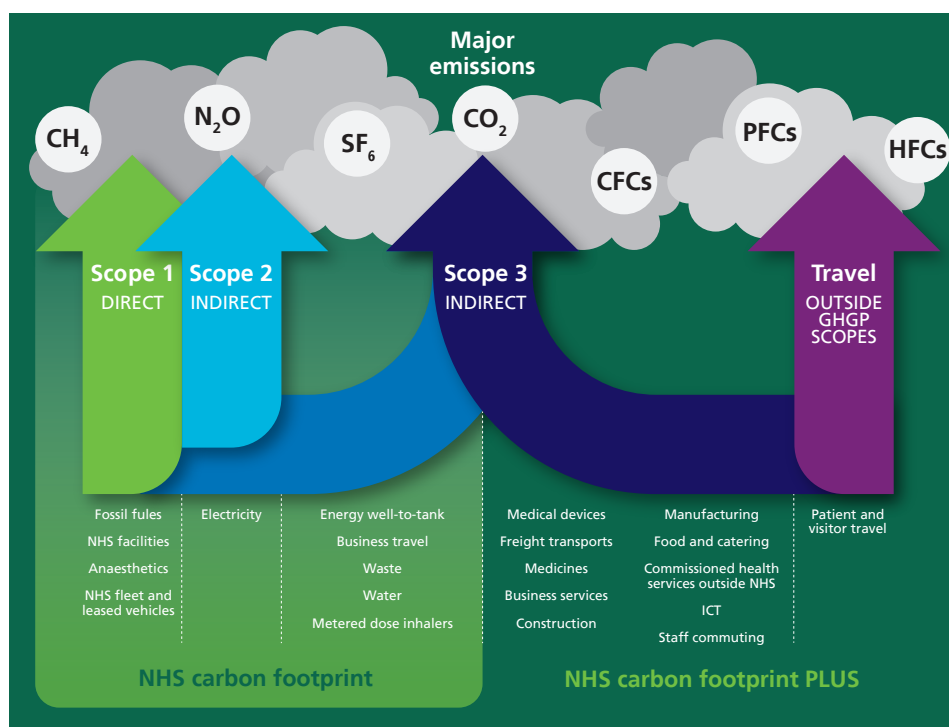 Major
emissions
CH₄
N₂O
SF₆
CO₂
CFCs
PFCs
HFCs
Scope 1
DIRECT
Scope 2
INDIRECT
Scope 3
INDIRECT
Travel
OUTSIDE
GHGP
SCOPES
Fossil fules
NHS facilities
Anaesthetics
NHS fleet and
leased vehicles
Electricity
Energy well-to-tank
Business travel
Waste
Water
Metered dose inhalers
Medical devices
Freight transports
Medicines
Business services
Construction
Manufacturing
Food and catering
Commissioned health
services outside NHS
ICT
Staff commuting
Patient and
visitor travel
NHS carbon footprint
NHS carbon footprint PLUS